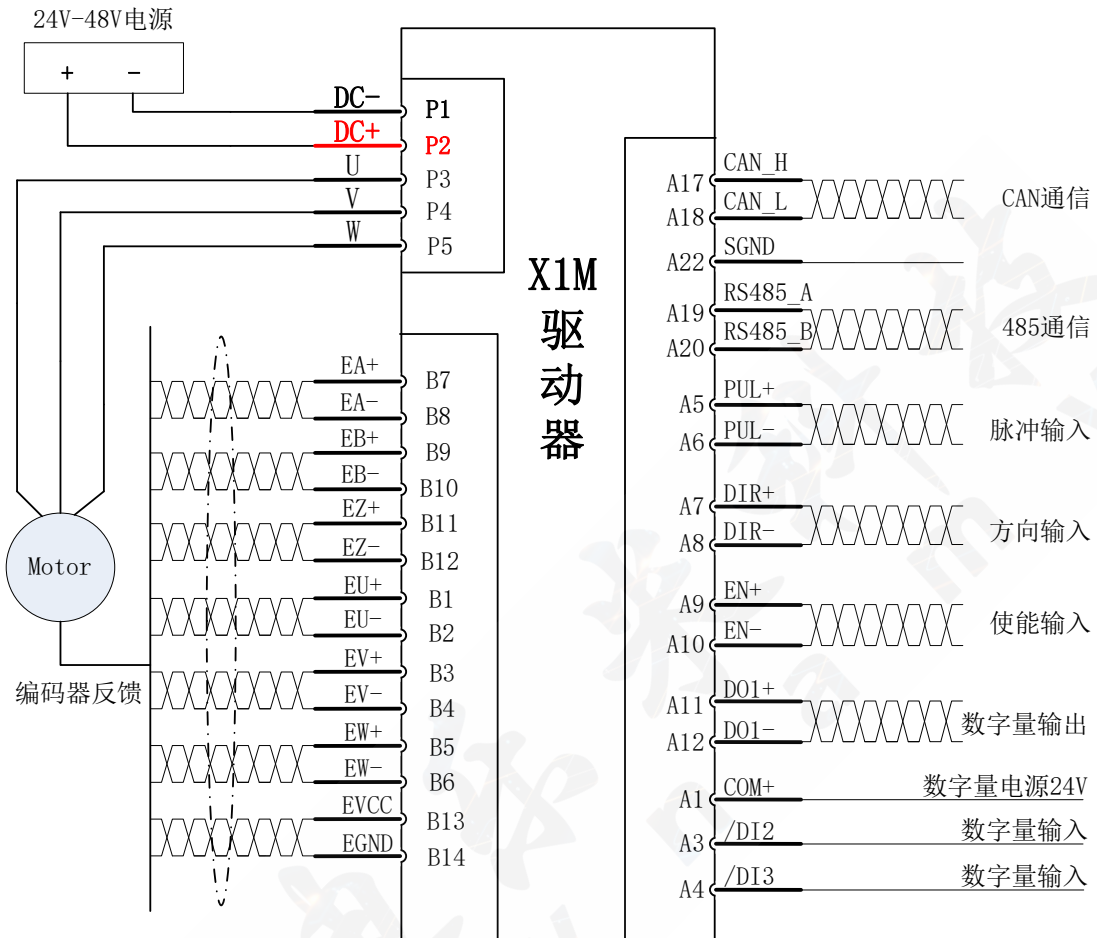 24V-48V电源
+ -
DC- P1
DC+ P2
U P3
V P4
W P5
X1M
驱
动
器
EA+ B7
EA- B8
EB+ B9
EB- B10
EZ+ B11
EZ- B12
EU+ B1
EU- B2
EV+ B3
EV- B4
EW+ B5
EW- B6
EVCC B13
EGND B14
Motor
编码器反馈
A17 CAN_H
CAN通信
A18 CAN_L
A22 SGND
A19 RS485_A
485通信
A20 RS485_B
A5 PUL+
脉冲输入
A6 PUL-
A7 DIR+
方向输入
A8 DIR-
A9 EN+
使能输入
A10 EN-
A11 DO1+
数字量输出
A12 DO1-
A1 COM+ 数字量电源24V
A3 /DI2 数字量输入
A4 /DI3 数字量输入